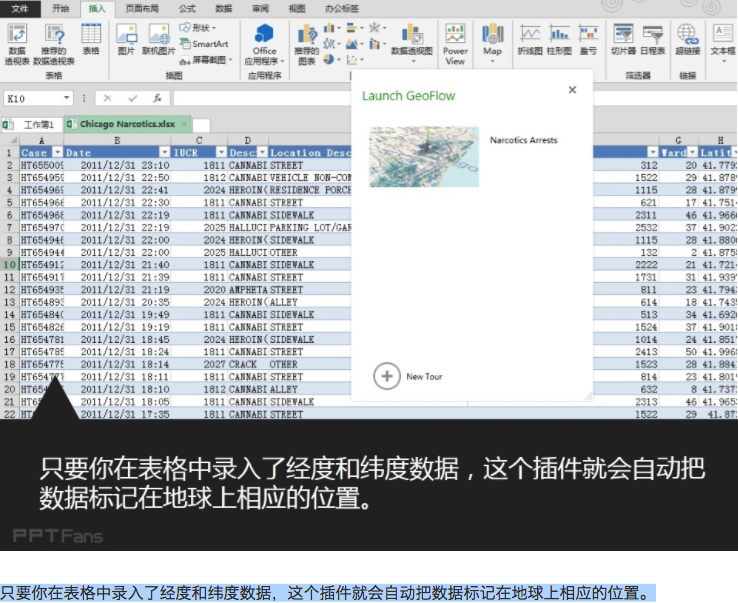 文件 开始 插入 页面布局 公式 数据 审阅 视图 办公标签
数据透视表 推荐的数据透视表 表格 图片 联机图片 形状 SmartArt 屏幕截图 Office应用程序 推荐的图表 数据透视图 Power View Map 折线图 柱形图 盈亏 切片器 日程表 超链接 文本框
表格 插图 应用程序 筛选器 链接
K10 fx
工作簿1 Chicago Narcotics.xlsx
A B C D G H
1 Case Date IUCR Desc Location Desc Ward Latit
2 HT655009 2011/12/31 23:10 1811 CANNABI STREET 312 20 41.779
3 HT654959 2011/12/31 22:50 1812 CANNABI VEHICLE NON-COM 1522 29 41.878
4 HT654969 2011/12/31 22:41 2024 HEROIN( RESIDENCE PORCH 1115 28 41.879
5 HT654966 2011/12/31 22:30 1811 CANNABI STREET 621 17 41.751
6 HT654968 2011/12/31 22:19 1811 CANNABI SIDEWALK 2311 46 41.966
7 HT654970 2011/12/31 22:19 2025 HALLUCI PARKING LOT/GAR 2532 37 41.902
8 HT654946 2011/12/31 22:00 2024 HEROIN( SIDEWALK 1115 28 41.880
9 HT654944 2011/12/31 22:00 2025 HALLUCI OTHER 132 2 41.875
10 HT654912 2011/12/31 21:40 1811 CANNABI SIDEWALK 2222 21 41.721
11 HT654917 2011/12/31 21:39 1811 CANNABI STREET 1731 31 41.939
12 HT654935 2011/12/31 21:19 2020 AMPHETA STREET 811 23 41.794
13 HT654893 2011/12/31 20:35 2024 HEROIN( ALLEY 614 18 41.743
14 HT654840 2011/12/31 19:49 1811 CANNABI SIDEWALK 513 34 41.692
15 HT654826 2011/12/31 19:19 1811 CANNABI STREET 1524 37 41.901
16 HT654781 2011/12/31 18:45 2024 HEROIN( SIDEWALK 1014 24 41.851
17 HT654785 2011/12/31 18:24 1811 CANNABI STREET 2413 50 41.996
18 HT654775 2011/12/31 18:14 2027 CRACK OTHER 1523 28 41.884
19 HT654777 2011/12/31 18:11 1811 CANNABI STREET 814 23 41.801
20 2011/12/31 18:10 1812 CANNABI ALLEY 632 8 41.737
21 2011/12/31 18:05 1811 CANNABI SIDEWALK 2313 46 41.965
22 2011/12/31 17:35 1811 CANNABI STREET 1522 29 41.87
Launch GeoFlow
Narcotics Arrests
New Tour
只要你在表格中录入了经度和纬度数据，这个插件就会自动把
数据标记在地球上相应的位置。
PPTFans
只要你在表格中录入了经度和纬度数据，这个插件就会自动把数据标记在地球上相应的位置。